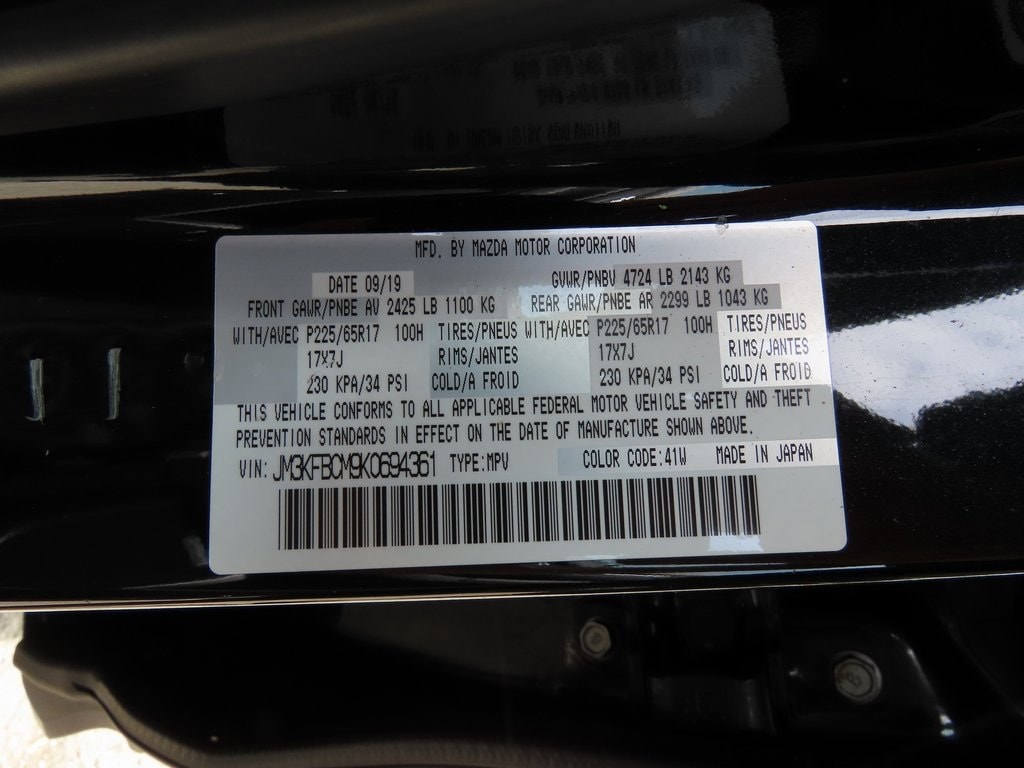 MFD. BY MAZDA MOTOR CORPORATION
DATE 09/19 GVWR/PNBV 4724 LB 2143 KG
FRONT GAWR/PNBE AV 2425 LB 1100 KG REAR GAWR/PNBE AR 2299 LB 1043 KG
WITH/AVEC P225/65R17 100H TIRES/PNEUS WITH/AVEC P225/65R17 100H TIRES/PNEUS
17X7J RIMS/JANTES 17X7J RIMS/JANTES
230 KPA/34 PSI COLD/A FROID 230 KPA/34 PSI COLD/A FROID
THIS VEHICLE CONFORMS TO ALL APPLICABLE FEDERAL MOTOR VEHICLE SAFETY AND THEFT
PREVENTION STANDARDS IN EFFECT ON THE DATE OF MANUFACTURE SHOWN ABOVE.
VIN: JM3KFBCM9K0694361 TYPE:MPV COLOR CODE:41W MADE IN JAPAN